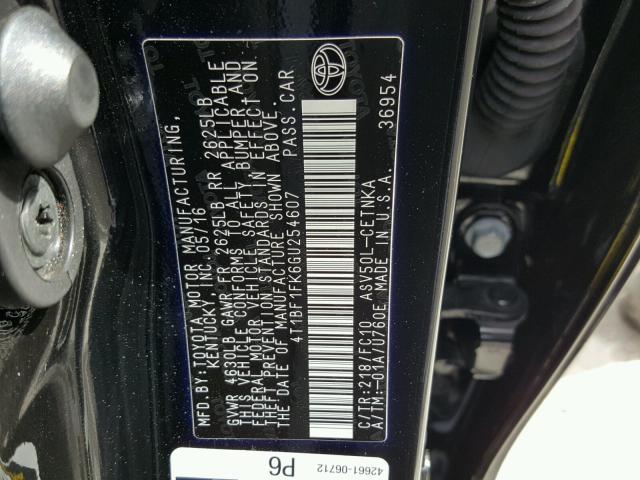 MFD.BY:TOYOTA MOTOR MANUFACTURING,
KENTUCKY, INC. 05/16
GVWR 4630LB GAWR FR 2625LB RR 2625LB
THIS VEHICLE CONFORMS TO ALL APPLICABLE
FEDERAL MOTOR VEHICLE SAFETY, BUMPER, AND
THEFT PREVENTION STANDARDS IN EFFECT ON
THE DATE OF MANUFACTURE SHOWN ABOVE.
4T1BF1FK6GU254607 PASS.CAR
C/TR:218/FC10 ASV50L-CETNKA
A/TM:-01A/U760E MADE IN U.S.A.
36954
TOYOTA
P6
42661-06712